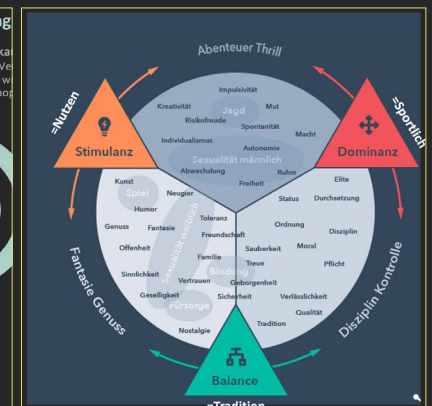 Abenteuer Thrill
=Nutzen
=Sportlich
Stimulanz
Dominanz
Impulsivität
Kreativität
Jagd
Mut
Risikofreude
Spontanität
Macht
Individualismus
Autonomie
Sexualität männlich
Abwechslung
Ruhm
Freiheit
Kunst
Spiel
Neugier
Humor
Genuss
Fantasie
Toleranz
Freundschaft
Offenheit
Sexualität weiblich
Familie
Sinnlichkeit
Vertrauen
Bindung
Geborgenheit
Geselligkeit
Fürsorge
Sicherheit
Nostalgie
Elite
Status
Durchsetzung
Ordnung
Disziplin
Sauberkeit
Moral
Treue
Pflicht
Verlässlichkeit
Qualität
Tradition
Fantasie Genuss
Disziplin Kontrolle
Balance
=Tradition